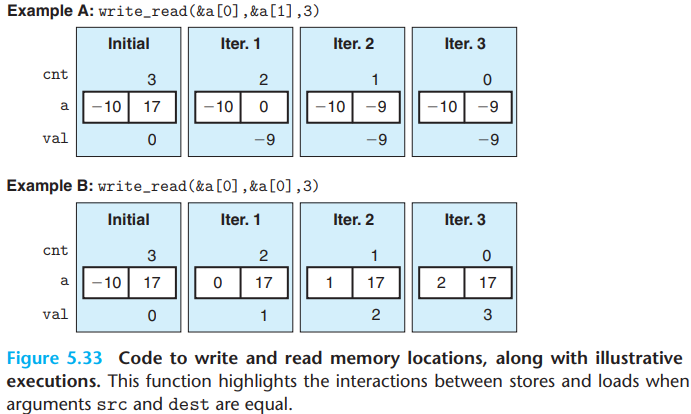 Example A: write_read(&a[0],&a[1],3)
Initial Iter. 1 Iter. 2 Iter. 3
cnt 3 2 1 0
a −10 17 −10 0 −10 −9 −10 −9
val 0 −9 −9 −9
Example B: write_read(&a[0],&a[0],3)
Initial Iter. 1 Iter. 2 Iter. 3
cnt 3 2 1 0
a −10 17 0 17 1 17 2 17
val 0 1 2 3
Figure 5.33 Code to write and read memory locations, along with illustrative
executions. This function highlights the interactions between stores and loads when
arguments src and dest are equal.